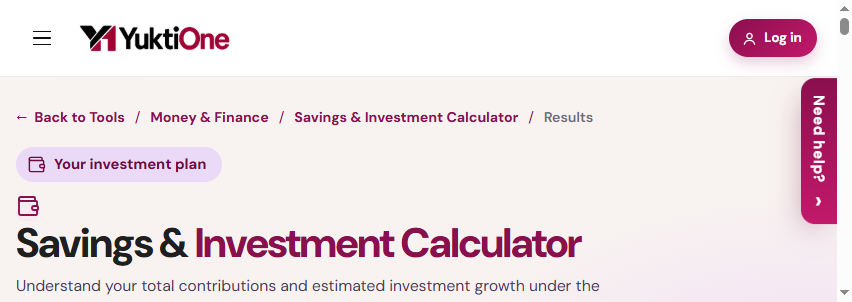 YuktiOne
Log in
← Back to Tools / Money & Finance / Savings & Investment Calculator / Results
Need help? ›
Your investment plan
Savings & Investment Calculator
Understand your total contributions and estimated investment growth under the